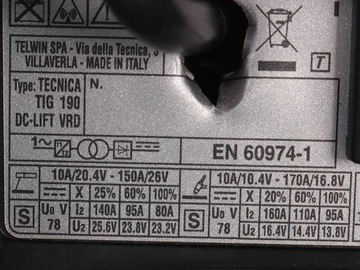 TELWIN SPA - Via della Tecnica, 3
VILLAVERLA - MADE IN ITALY
T
Type: TECNICA
TIG 190
DC-LIFT VRD
N.
1~
EN 60974-1
10A/20.4V - 150A/26V
X 25% 60% 100%
S
U0 V
78
I2 140A 95A 80A
U2 25.6V 23.8V 23.2V
10A/10.4V - 170A/16.8V
X 20% 60% 100%
S
U0 V
78
I2 160A 110A 95A
U2 16.4V 14.4V 13.8V